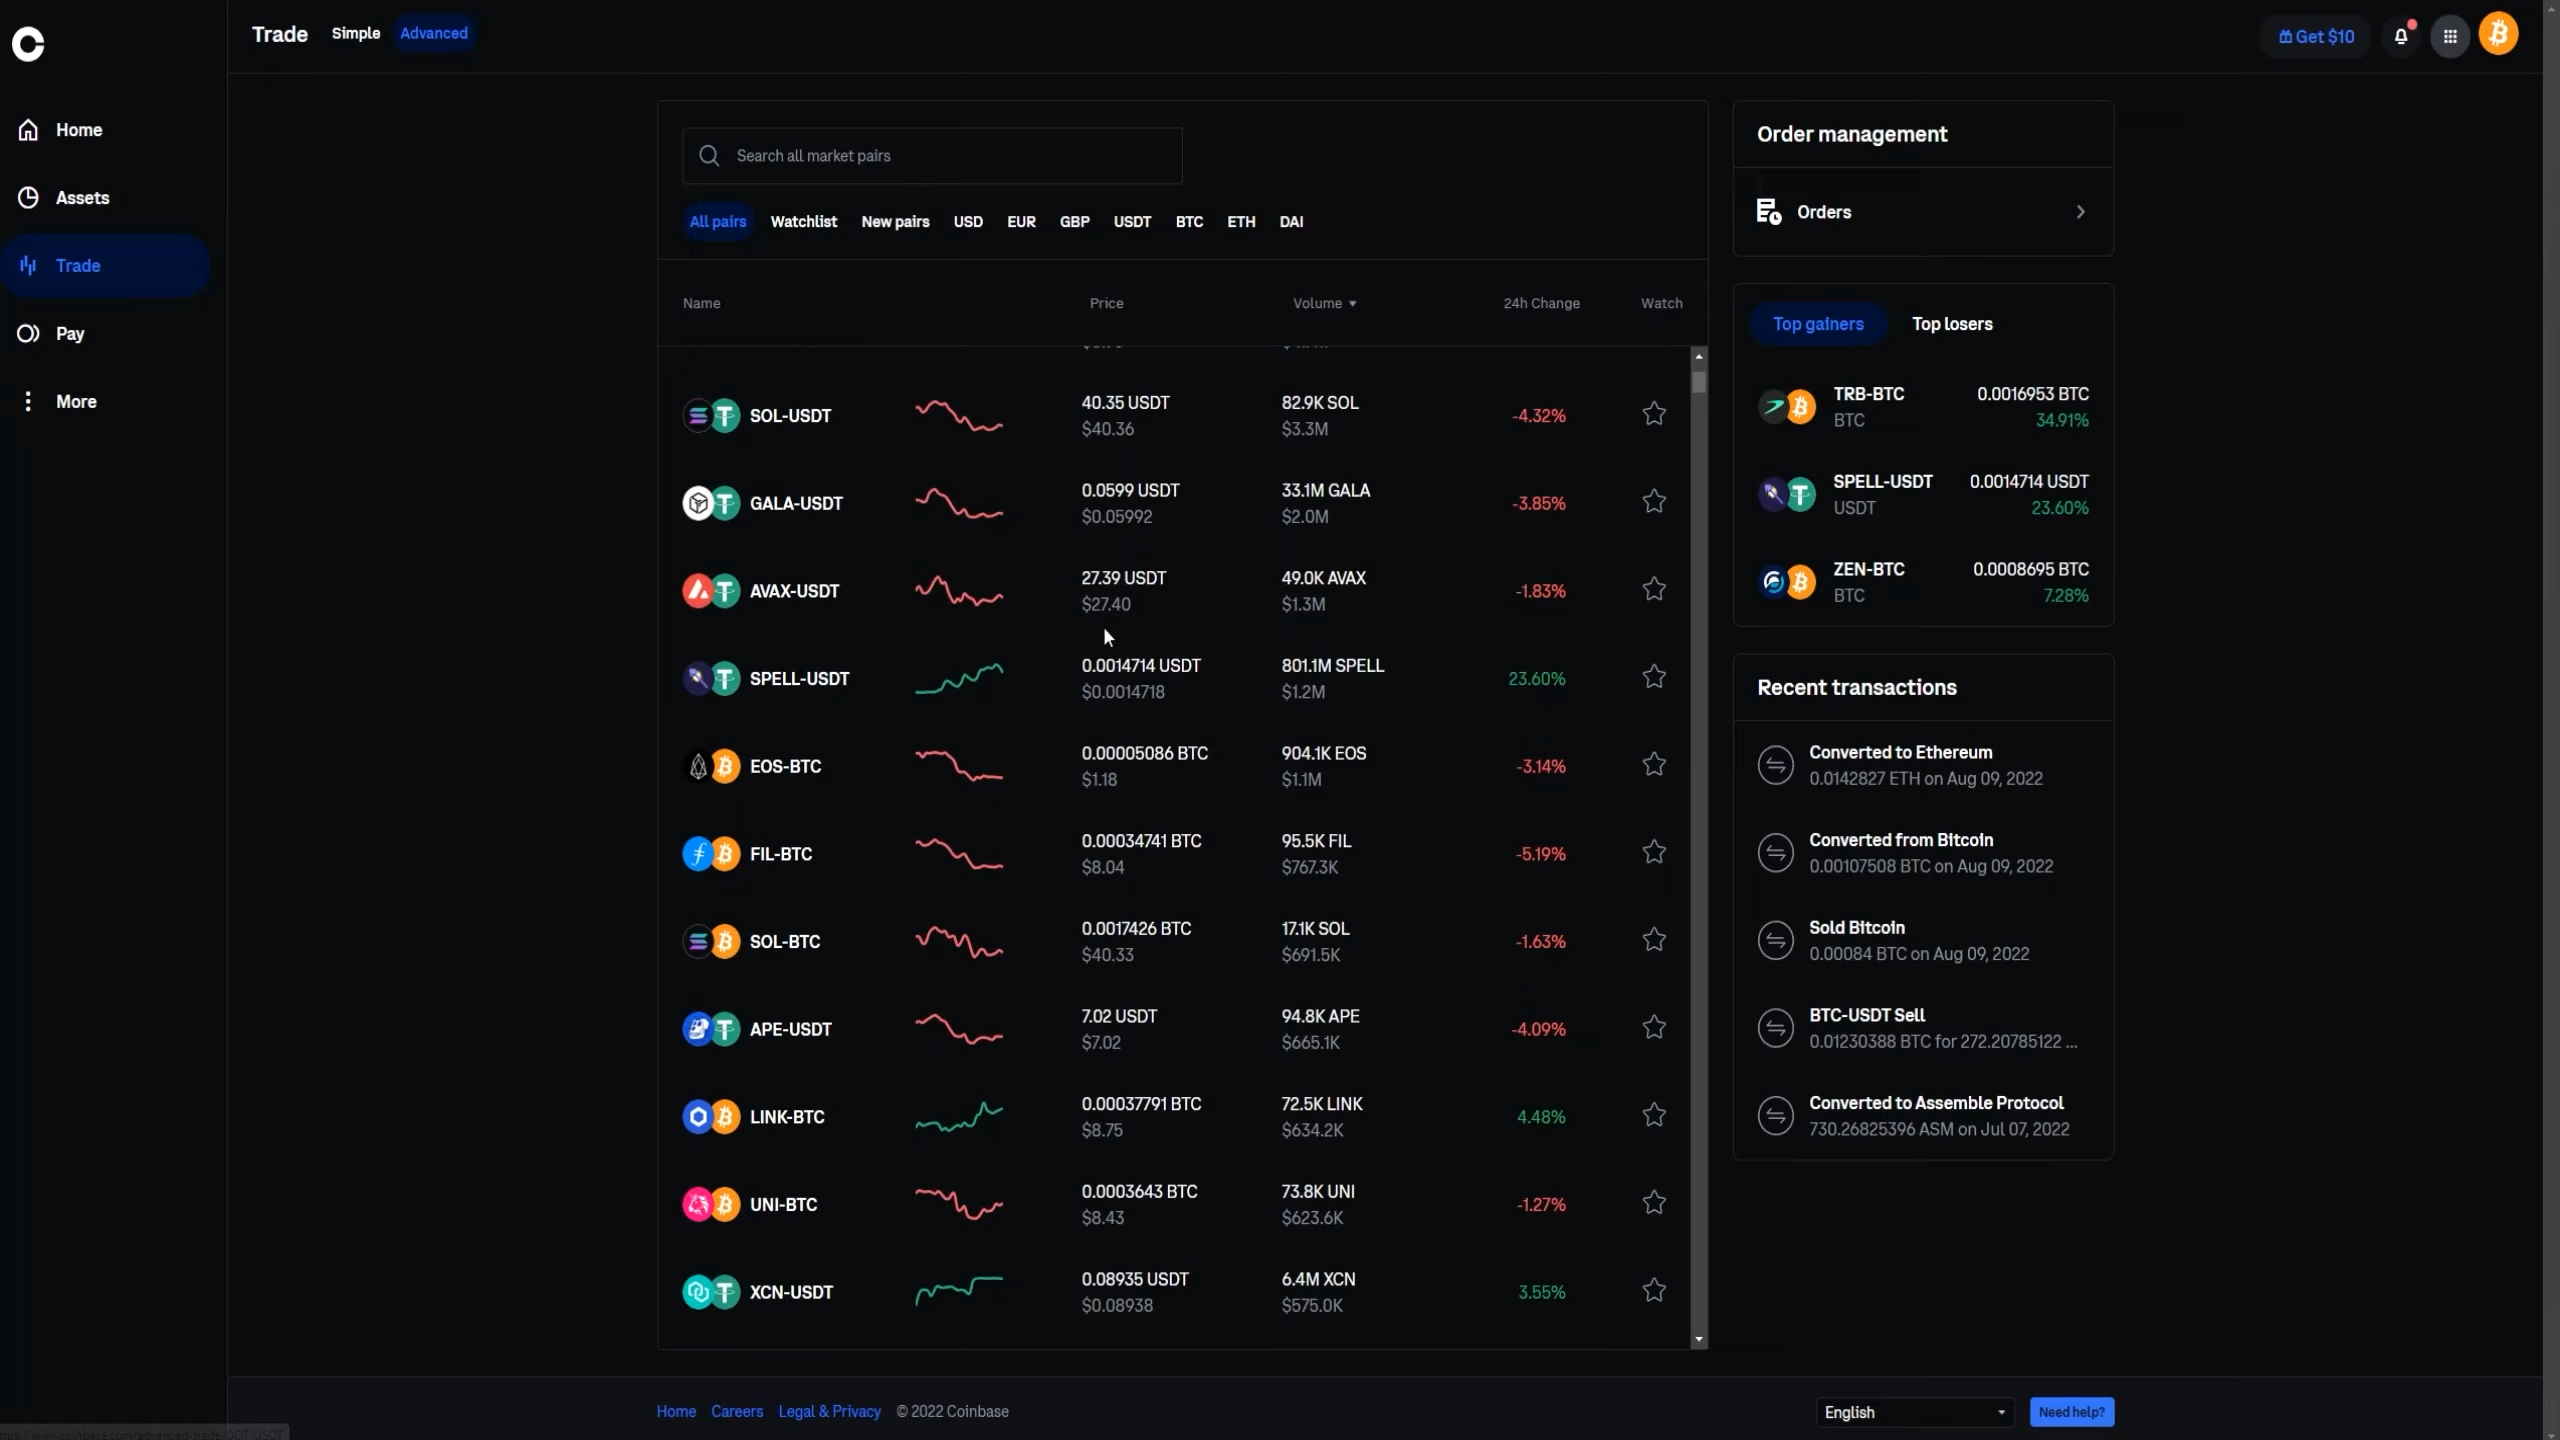 Trade Simple Advanced
Get $10
Home
Assets
Trade
Pay
More
Search all market pairs
All pairs Watchlist New pairs USD EUR GBP USDT BTC ETH DAI
Name Price Volume 24h Change Watch
SOL-USDT 40.35 USDT 82.9K SOL -4.32%
$40.36 $3.3M
GALA-USDT 0.0599 USDT 33.1M GALA -3.85%
$0.05992 $2.0M
AVAX-USDT 27.39 USDT 49.0K AVAX -1.83%
$27.40 $1.3M
SPELL-USDT 0.0014714 USDT 801.1M SPELL 23.60%
$0.0014718 $1.2M
EOS-BTC 0.00005086 BTC 904.1K EOS -3.14%
$1.18 $1.1M
FIL-BTC 0.00034741 BTC 95.5K FIL -5.19%
$8.04 $767.3K
SOL-BTC 0.0017426 BTC 17.1K SOL -1.63%
$40.33 $691.5K
APE-USDT 7.02 USDT 94.8K APE -4.09%
$7.02 $665.1K
LINK-BTC 0.00037791 BTC 72.5K LINK 4.48%
$8.75 $634.2K
UNI-BTC 0.0003643 BTC 73.8K UNI -1.27%
$8.43 $623.6K
XCN-USDT 0.08935 USDT 6.4M XCN 3.55%
$0.08938 $575.0K
Order management
Orders
Top gainers Top losers
TRB-BTC 0.0016953 BTC
BTC 34.91%
SPELL-USDT 0.0014714 USDT
USDT 23.60%
ZEN-BTC 0.0008695 BTC
BTC 7.28%
Recent transactions
Converted to Ethereum
0.0142827 ETH on Aug 09, 2022
Converted from Bitcoin
0.00107508 BTC on Aug 09, 2022
Sold Bitcoin
0.00084 BTC on Aug 09, 2022
BTC-USDT Sell
0.01230388 BTC for 272.20785122 ...
Converted to Assemble Protocol
730.26825396 ASM on Jul 07, 2022
Home Careers Legal & Privacy © 2022 Coinbase
English Need help?